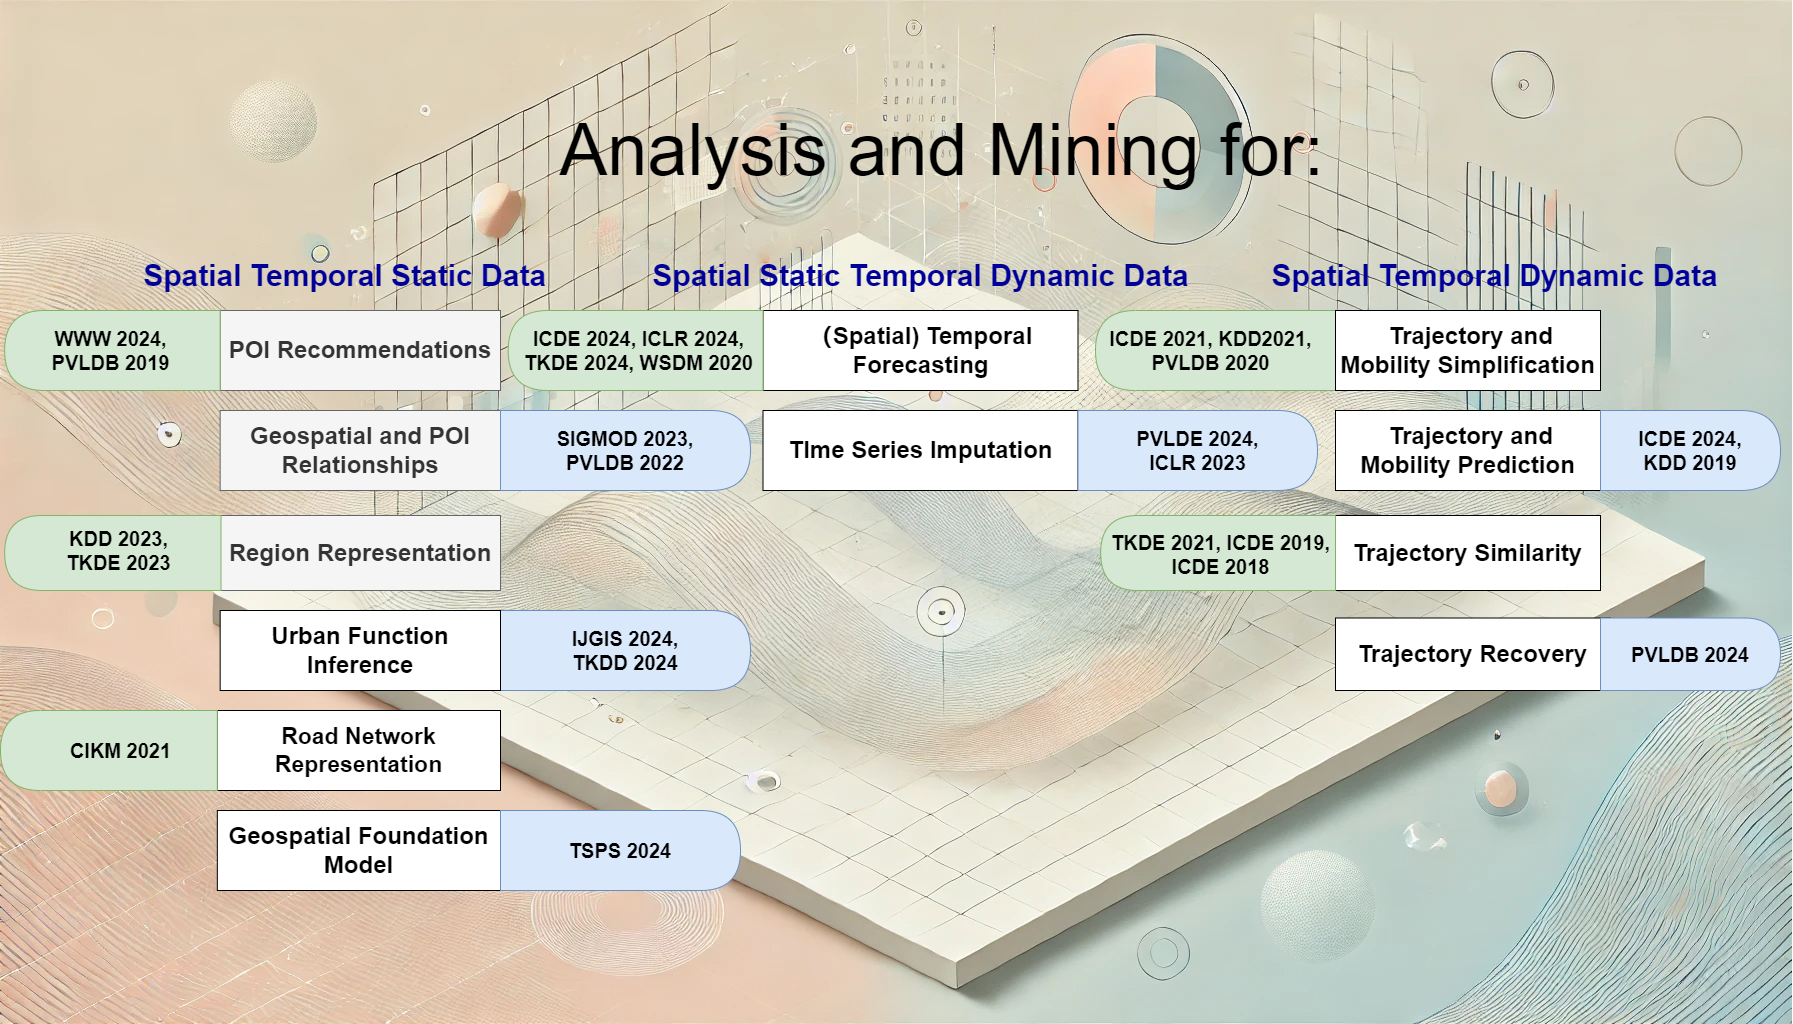 Analysis and Mining for:
Spatial Temporal Static Data
WWW 2024,
PVLDB 2019
POI Recommendations
Geospatial and POI
Relationships
SIGMOD 2023,
PVLDB 2022
KDD 2023,
TKDE 2023
Region Representation
Urban Function
Inference
IJGIS 2024,
TKDD 2024
CIKM 2021
Road Network
Representation
Geospatial Foundation
Model
TSPS 2024
Spatial Static Temporal Dynamic Data
ICDE 2024, ICLR 2024,
TKDE 2024, WSDM 2020
(Spatial) Temporal
Forecasting
TIme Series Imputation
PVLDE 2024,
ICLR 2023
Spatial Temporal Dynamic Data
ICDE 2021, KDD2021,
PVLDB 2020
Trajectory and
Mobility Simplification
Trajectory and
Mobility Prediction
ICDE 2024,
KDD 2019
TKDE 2021, ICDE 2019,
ICDE 2018
Trajectory Similarity
Trajectory Recovery
PVLDB 2024